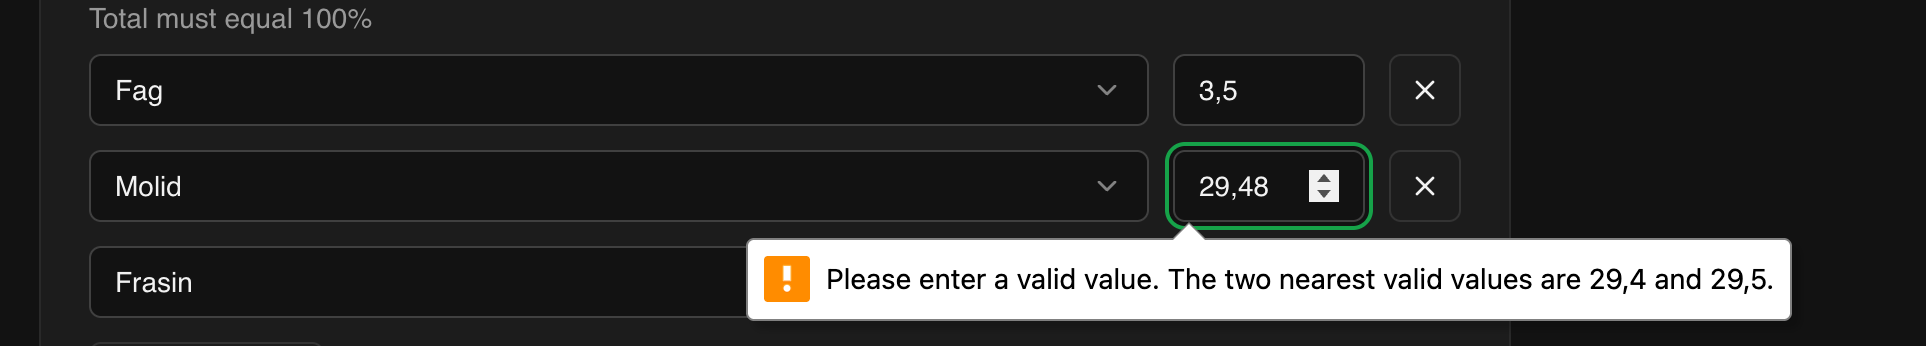 Total must equal 100%
Fag
3,5
Molid
29,48
Frasin
Please enter a valid value. The two nearest valid values are 29,4 and 29,5.